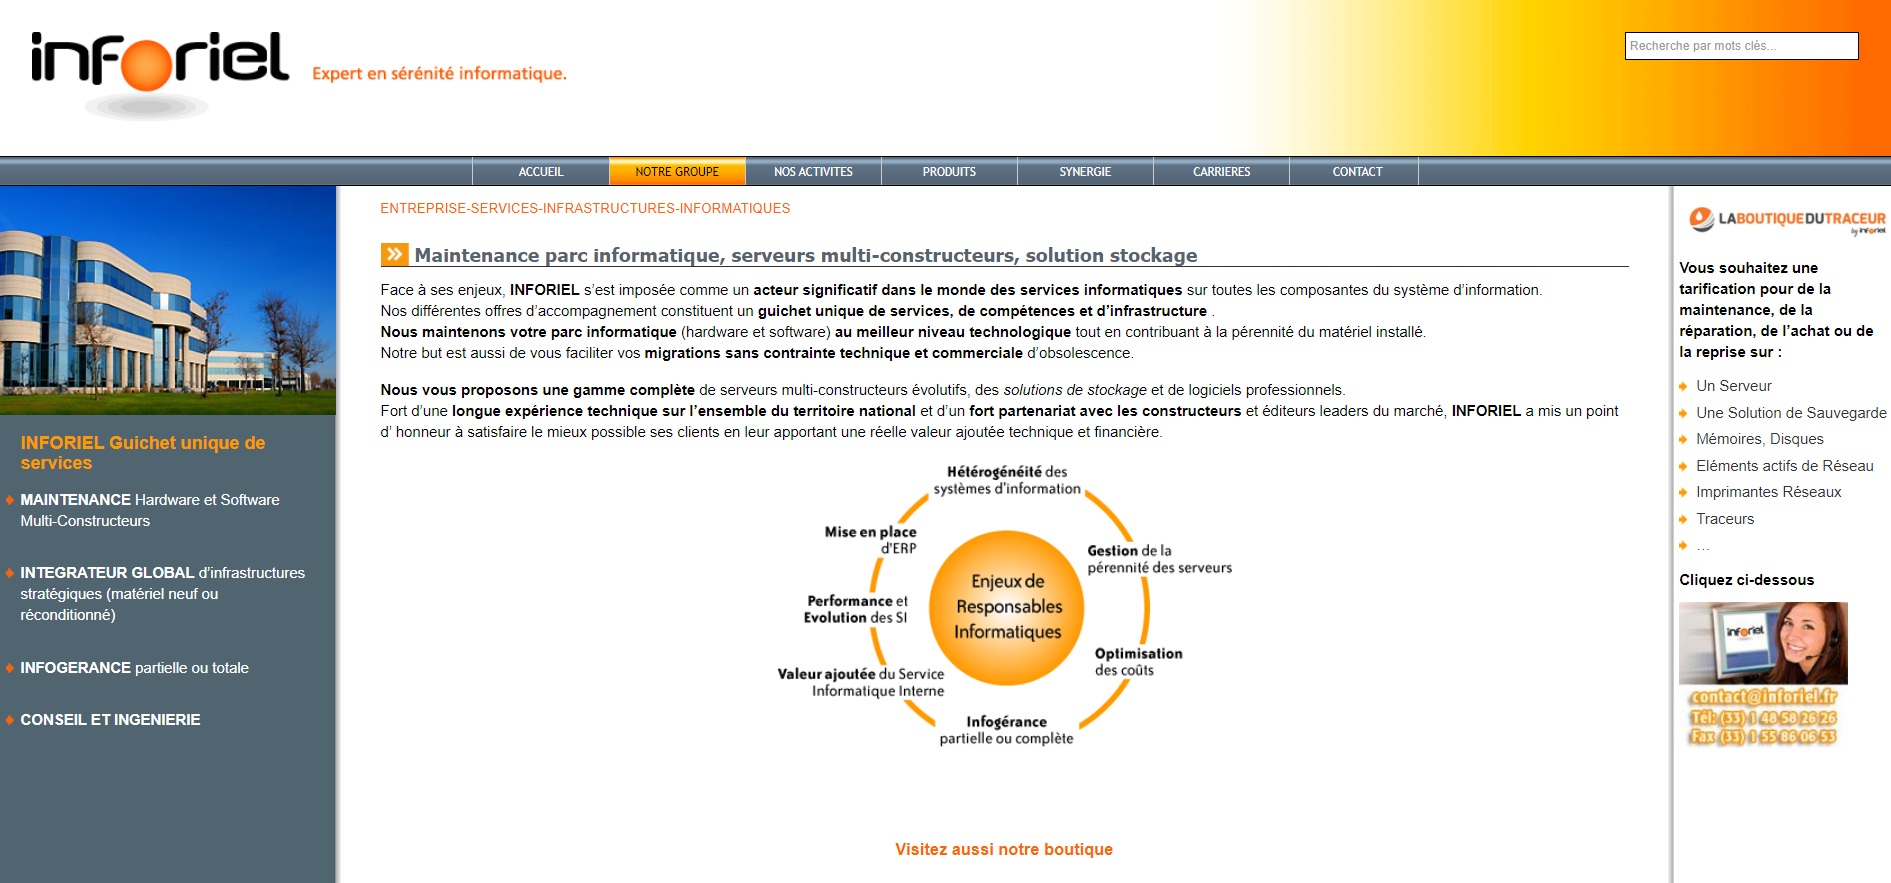 inforiel
Expert en sérénité informatique.
Recherche par mots clés...
ACCUEIL
NOTRE GROUPE
NOS ACTIVITES
PRODUITS
SYNERGIE
CARRIERES
CONTACT
INFORIEL Guichet unique de
services
MAINTENANCE Hardware et Software
Multi-Constructeurs
INTEGRATEUR GLOBAL d’infrastructures
stratégiques (matériel neuf ou
réconditionné)
INFOGERANCE partielle ou totale
CONSEIL ET INGENIERIE
ENTREPRISE-SERVICES-INFRASTRUCTURES-INFORMATIQUES
Maintenance parc informatique, serveurs multi-constructeurs, solution stockage
Face à ses enjeux, INFORIEL s’est imposée comme un acteur significatif dans le monde des services informatiques sur toutes les composantes du système d’information.
Nos différentes offres d’accompagnement constituent un guichet unique de services, de compétences et d’infrastructure .
Nous maintenons votre parc informatique (hardware et software) au meilleur niveau technologique tout en contribuant à la pérennité du matériel installé.
Notre but est aussi de vous faciliter vos migrations sans contrainte technique et commerciale d’obsolescence.
Nous vous proposons une gamme complète de serveurs multi-constructeurs évolutifs, des solutions de stockage et de logiciels professionnels.
Fort d’une longue expérience technique sur l’ensemble du territoire national et d’un fort partenariat avec les constructeurs et éditeurs leaders du marché, INFORIEL a mis un point
d’ honneur à satisfaire le mieux possible ses clients en leur apportant une réelle valeur ajoutée technique et financière.
Hétérogénéité des
systèmes d'information
Mise en place
d'ERP
Gestion de la
pérennité des serveurs
Enjeux de
Responsables
Informatiques
Performance et
Evolution des SI
Optimisation
des coûts
Valeur ajoutée du Service
Informatique Interne
Infogérance
partielle ou complète
Visitez aussi notre boutique
LABOUTIQUEDUTRACEUR
by inforiel
Vous souhaitez une
tarification pour de la
maintenance, de la
réparation, de l’achat ou de
la reprise sur :
Un Serveur
Une Solution de Sauvegarde
Mémoires, Disques
Eléments actifs de Réseau
Imprimantes Réseaux
Traceurs
…
Cliquez ci-dessous
inforiel
contact@inforiel.fr
Tél: (33) 1 48 58 26 26
Fax (33) 1 55 86 06 53